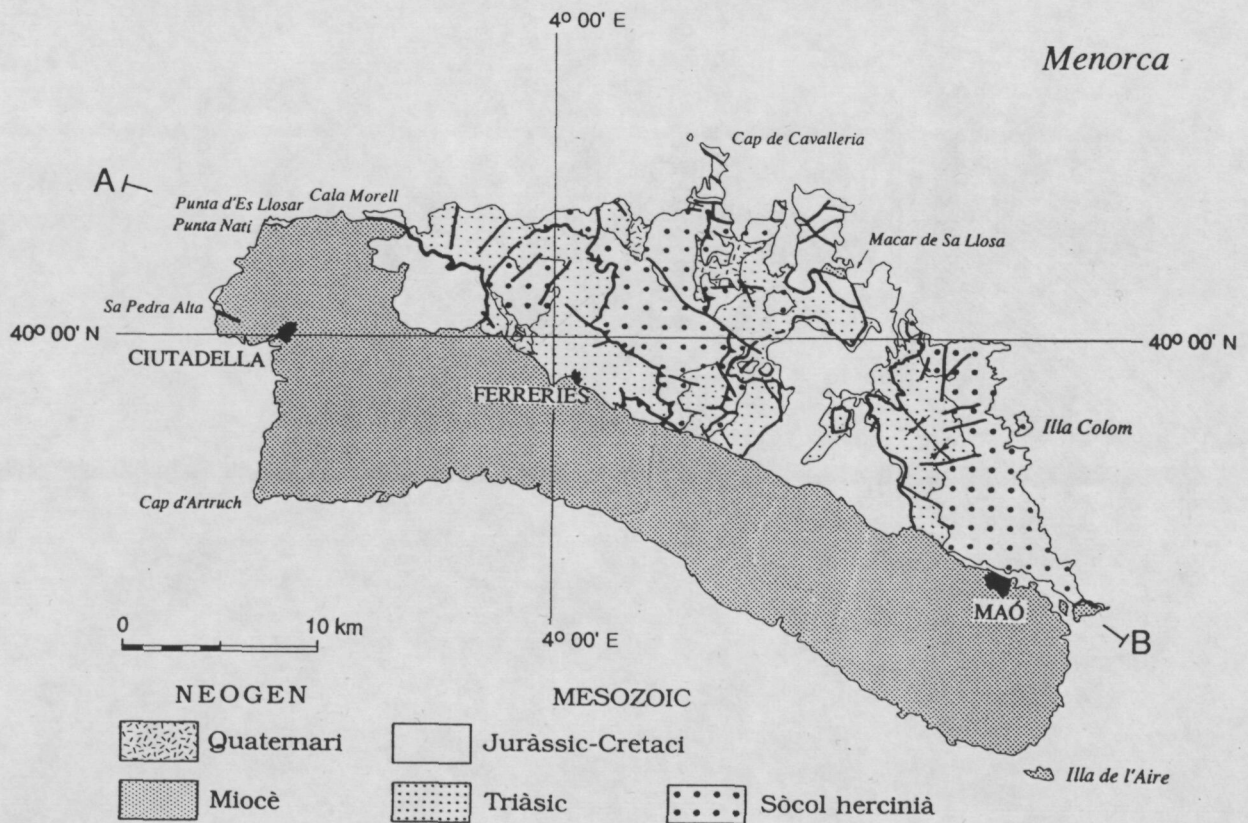 4º 00' E
Menorca
Cap de Cavalleria
A
Punta d'Es Llosar
Cala Morell
Punta Nati
Macar de Sa Llosa
Sa Pedra Alta
40º 00' N
40º 00' N
CIUTADELLA
FERRERIES
Illa Colom
Cap d'Artruch
MAÓ
B
0
10 km
4º 00' E
NEOGEN
MESOZOIC
Quaternari
Juràssic-Cretaci
Illa de l'Aire
Miocè
Triàsic
Sòcol hercinià